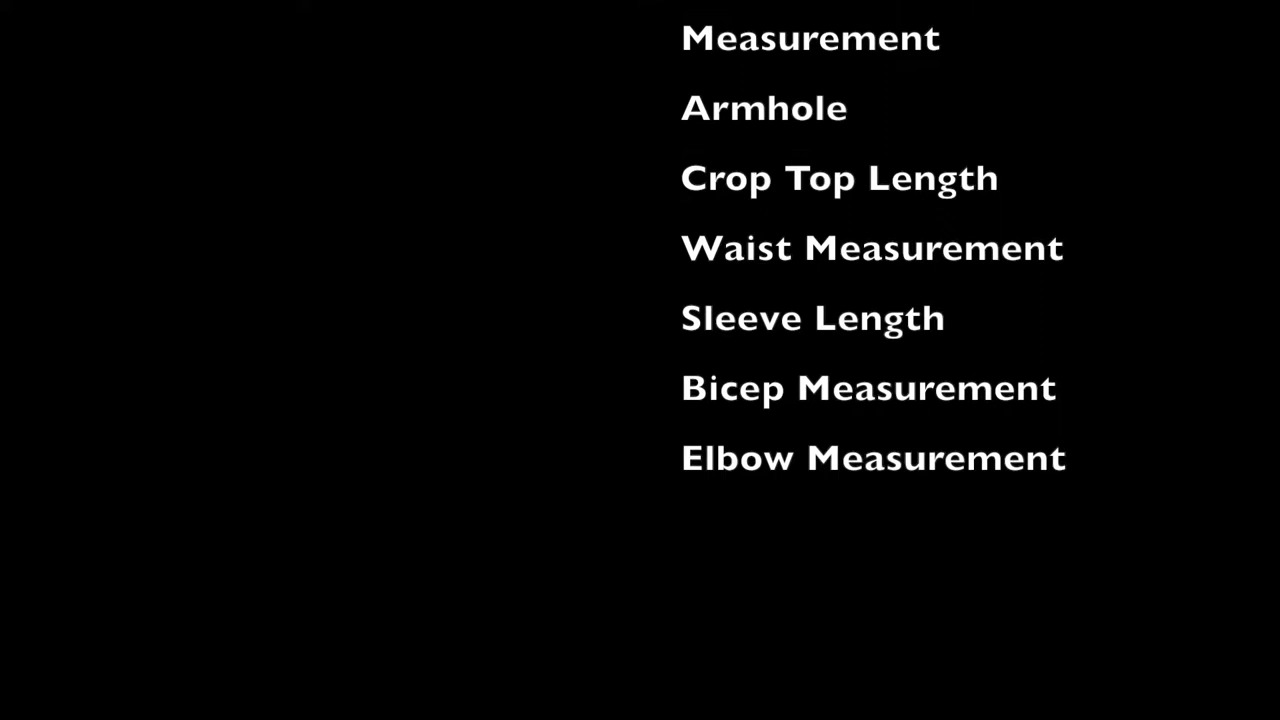 Measurement
Armhole
Crop Top Length
Waist Measurement
Sleeve Length
Bicep Measurement
Elbow Measurement